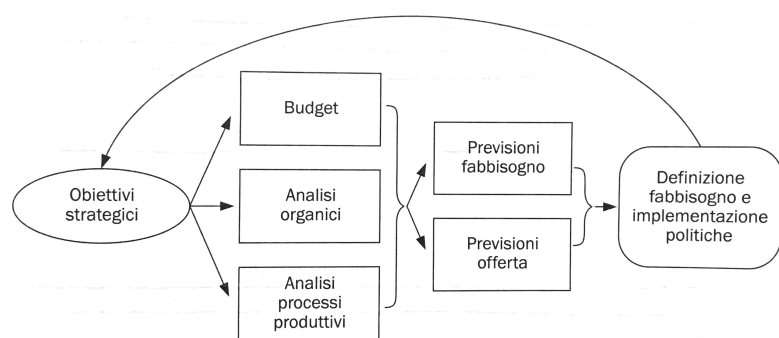 Budget
Obiettivi
strategici
Analisi
organici
Analisi
processi
produttivi
Previsioni
fabbisogno
Previsioni
offerta
Definizione
fabbisogno e
implementazione
politiche